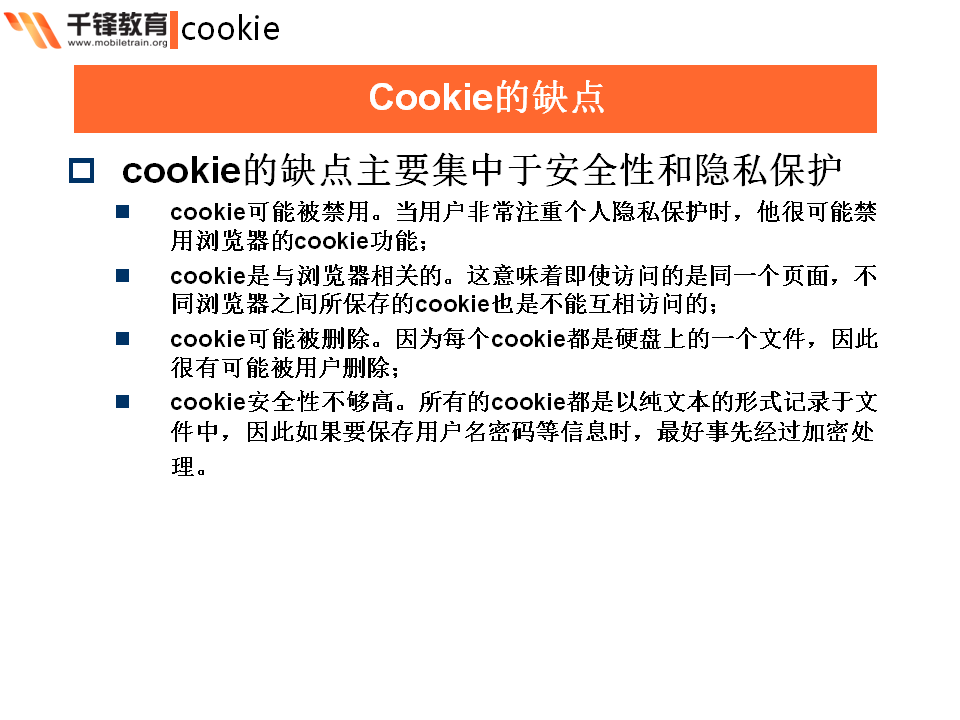 千锋教育
www.mobiletrain.org
cookie
Cookie的缺点
cookie的缺点主要集中于安全性和隐私保护
cookie可能被禁用。当用户非常注重个人隐私保护时，他很可能禁
用浏览器的cookie功能；
cookie是与浏览器相关的。这意味着即使访问的是同一个页面，不
同浏览器之间所保存的cookie也是不能互相访问的；
cookie可能被删除。因为每个cookie都是硬盘上的一个文件，因此
很有可能被用户删除；
cookie安全性不够高。所有的cookie都是以纯文本的形式记录于文
件中，因此如果要保存用户名密码等信息时，最好事先经过加密处
理。